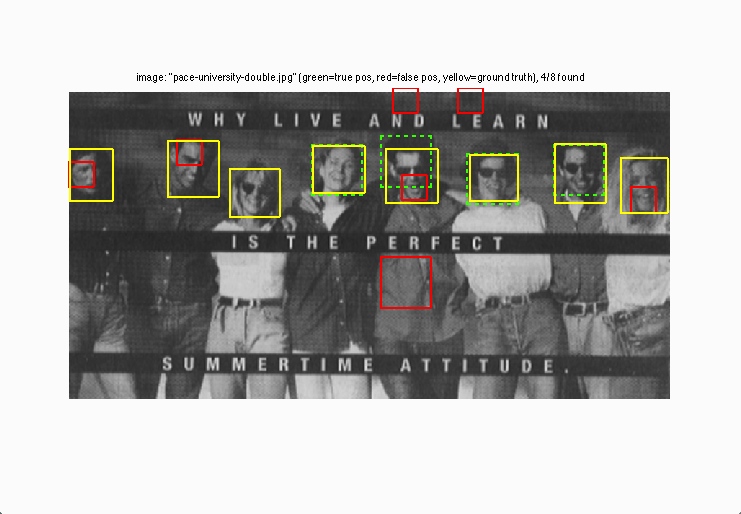 image: "pace-university-double.jpg" (green=true pos, red=false pos, yellow=ground truth), 4/8 found
WHY LIVE AND LEARN
IS THE PERFECT
SUMMERTIME ATTITUDE.